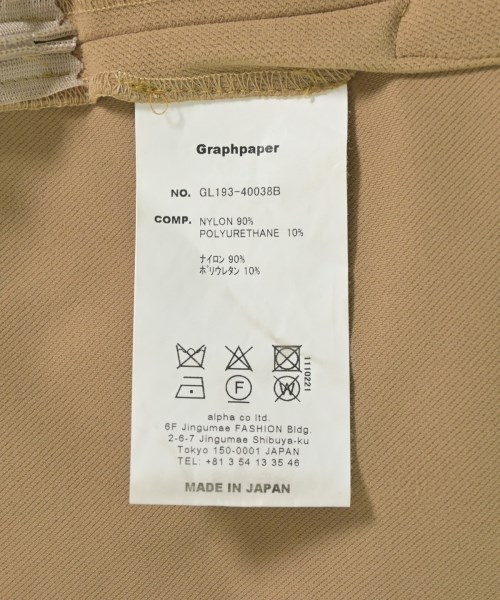 Graphpaper
NO. GL193-40038B
COMP. NYLON 90%
POLYURETHANE 10%
ナイロン 90%
ポリウレタン 10%
1110221
F
W
alpha co ltd.
6F Jingumae FASHION Bldg.
2-6-7 Jingumae Shibuya-ku
Tokyo 150-0001 JAPAN
TEL: +81 3 54 13 35 46
MADE IN JAPAN